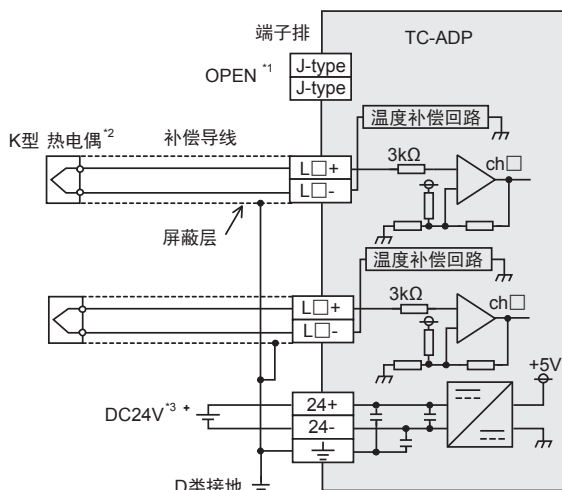 端子排
TC-ADP
OPEN *1
J-type
J-type
温度补偿回路
K型 热电偶*2
补偿导线
3kΩ
ch□
L□+
L□-
屏蔽层
温度补偿回路
3kΩ
ch□
L□+
L□-
+5V
DC24V*3 +
24+
24-
D类接地